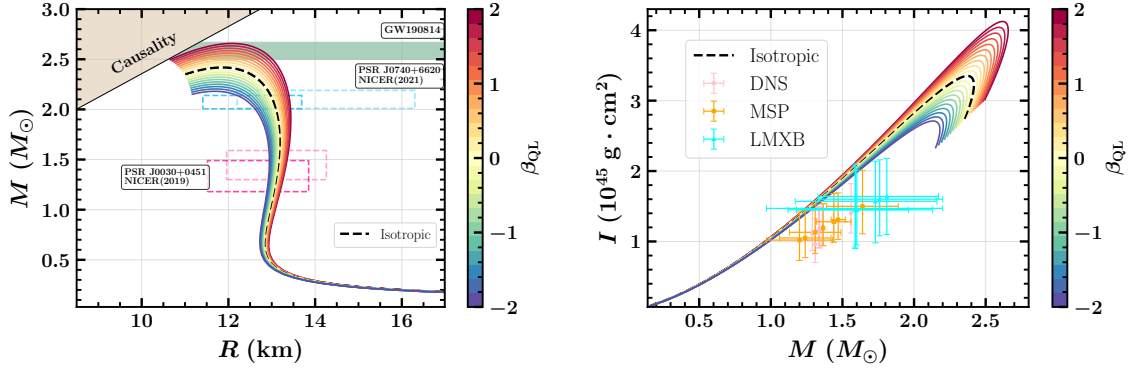 3.0
2.5
2.0
1.5
1.0
0.5
M (M⊙)
Causality
GW190814
PSR J0740+6620
NICER(2021)
PSR J0030+0451
NICER(2019)
Isotropic
10
12
14
16
R (km)
2
1
0
−1
−2
βQL
4
3
2
1
I (10⁴⁵ g · cm²)
Isotropic
DNS
MSP
LMXB
0.5
1.0
1.5
2.0
2.5
M (M⊙)
2
1
0
−1
−2
βQL